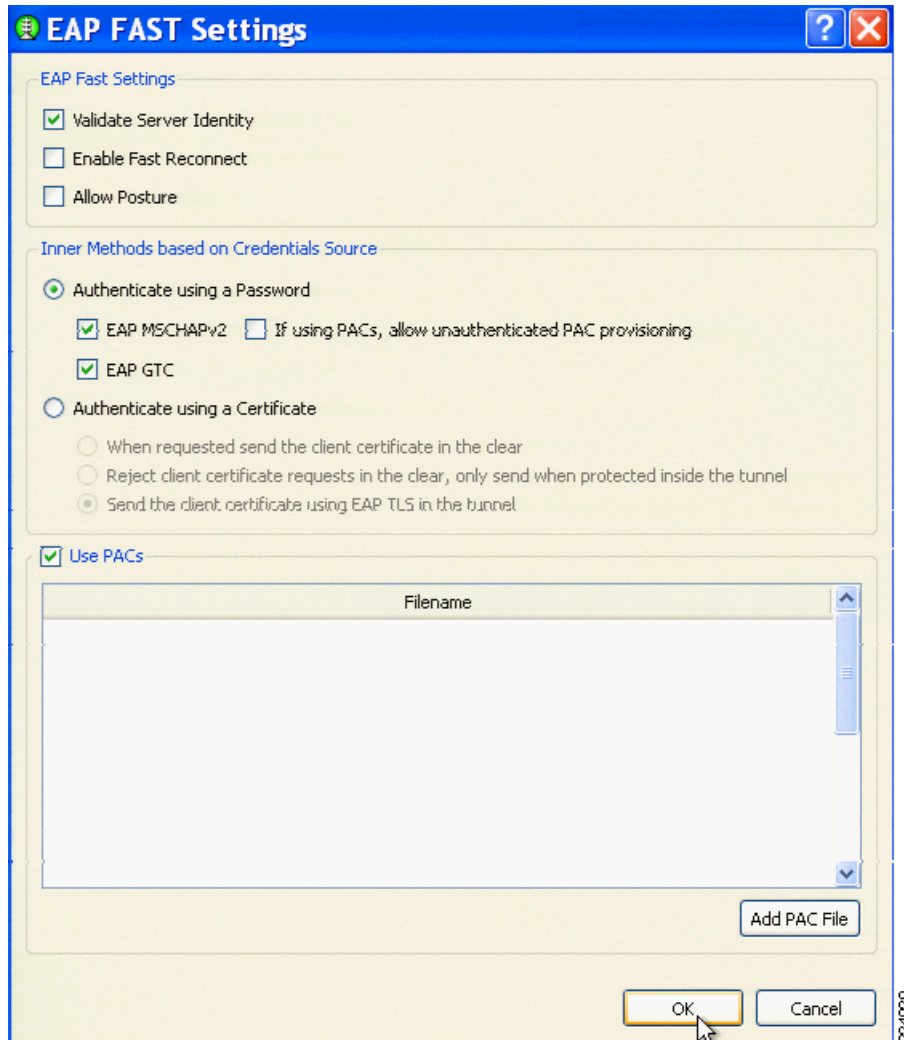 EAP FAST Settings
EAP Fast Settings
Validate Server Identity
Enable Fast Reconnect
Allow Posture
Inner Methods based on Credentials Source
Authenticate using a Password
EAP MSCHAPv2 If using PACs, allow unauthenticated PAC provisioning
EAP GTC
Authenticate using a Certificate
When requested send the client certificate in the clear
Reject client certificate requests in the clear, only send when protected inside the tunnel
Send the client certificate using EAP TLS in the tunnel
Use PACs
Filename
Add PAC File
OK Cancel